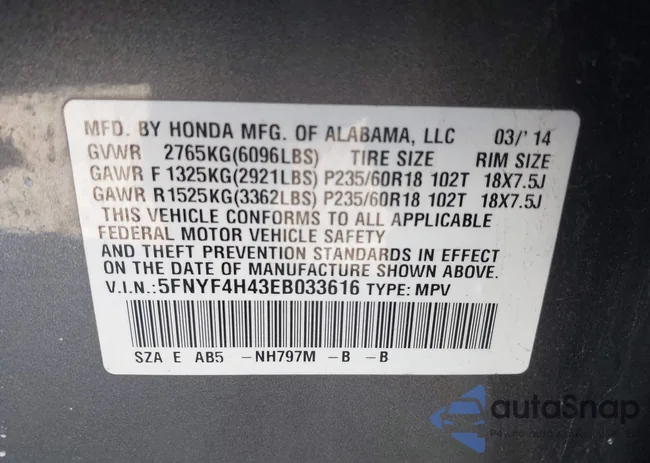 MFD. BY HONDA MFG. OF ALABAMA, LLC 03/'14
GVWR 2765KG(6096LBS) TIRE SIZE RIM SIZE
GAWR F1325KG(2921LBS) P235/60R18 102T 18X7.5J
GAWR R1525KG(3362LBS) P235/60R18 102T 18X7.5J
THIS VEHICLE CONFORMS TO ALL APPLICABLE
FEDERAL MOTOR VEHICLE SAFETY
AND THEFT PREVENTION STANDARDS IN EFFECT
ON THE DATE OF MANUFACTURE SHOWN ABOVE.
V.I.N.:5FNYF4H43EB033616 TYPE: MPV
SZA E AB5 -NH797M -B -B
autaSnap